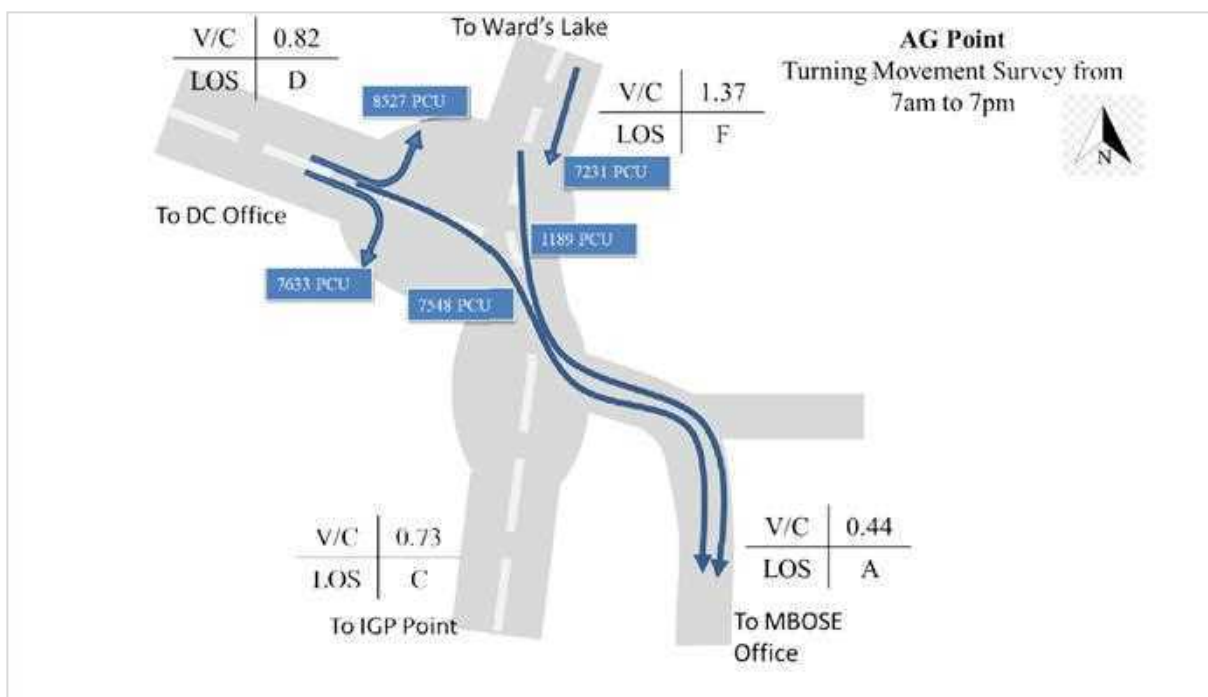 V/C 0.82
LOS D
To Ward’s Lake
AG Point
Turning Movement Survey from
7am to 7pm
N
V/C 1.37
LOS F
8527 PCU
7231 PCU
To DC Office
1189 PCU
7633 PCU
7548 PCU
V/C 0.73
LOS C
To IGP Point
V/C 0.44
LOS A
To MBOSE
Office